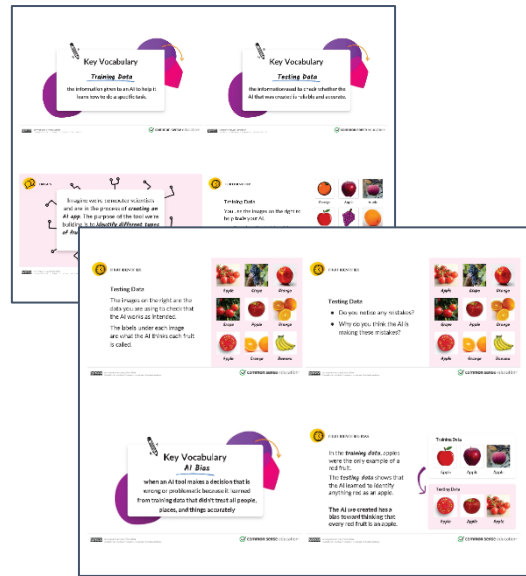 Key Vocabulary
Training Data
the information given to an AI to help it
learn how to do a specific task.
common sense education
Key Vocabulary
Testing Data
the information used to check whether the
AI that was created is reliable and accurate.
common sense education
Imagine we're computer scientists
and are in the process of creating an
AI app. The purpose of the tool we're
building is to identify different types
Training Data
You use the images on the right to
help train your AI.
Orange
Apple
Testing Data
The images on the right are the
data you are using to check that
the AI works as intended.
The labels under each image
are what the AI thinks each fruit
is called.
Apple
Grape
Orange
Grape
Apple
Orange
Apple
Orange
Banana
common sense education
Testing Data
Do you notice any mistakes?
Why do you think the AI is
making these mistakes?
Apple
Grape
Orange
Grape
Apple
Orange
Apple
Orange
Banana
common sense education
Key Vocabulary
AI Bias
when an AI tool makes a decision that is
wrong or problematic because it learned
from training data that didn't treat all people,
places, and things accurately
common sense education
In the training data, apples
were the only example of a
red fruit.
The testing data shows that
the AI learned to identify
anything red as an apple.
The AI we created has a
bias toward thinking that
every red fruit is an apple.
Training Data
Apple
Apple
Apple
Testing Data
Apple
Apple
Apple
common sense education